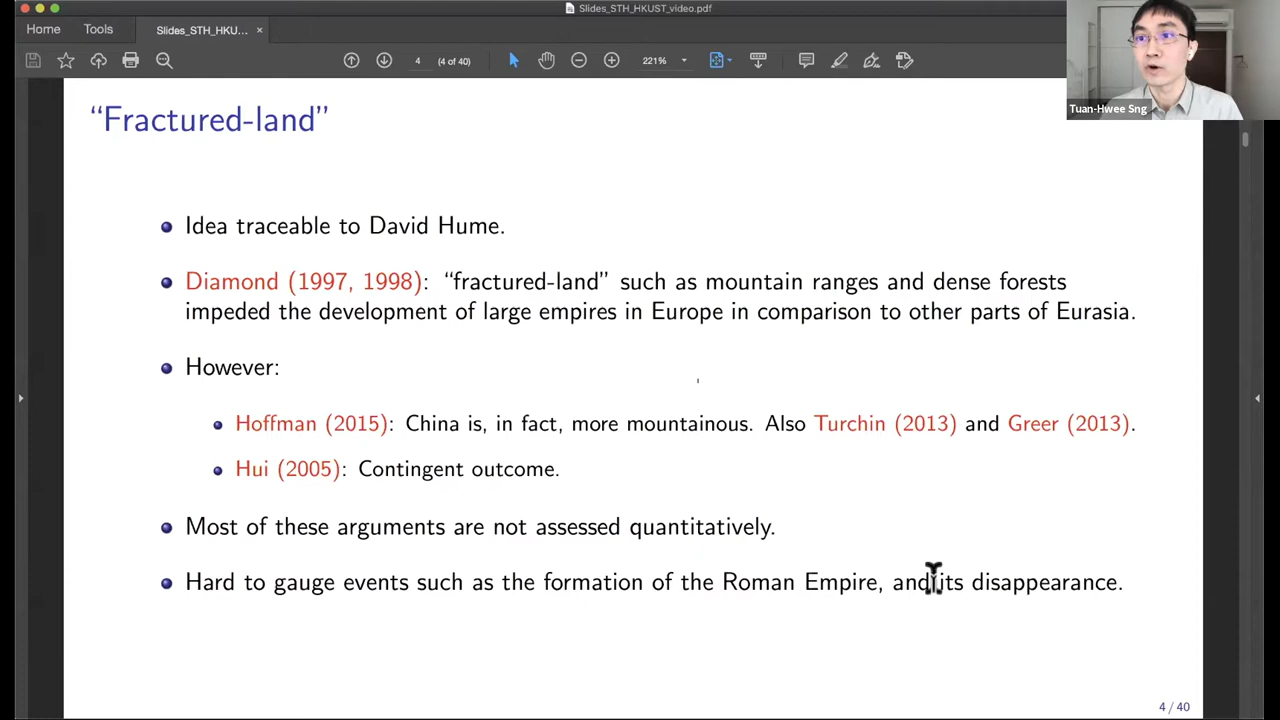 Slides_STH_HKUST_video.pdf
Home Tools Slides_STH_HKU... ×
4 (4 of 40) 221%
Tuan-Hwee Sng
“Fractured-land”
Idea traceable to David Hume.
Diamond (1997, 1998): “fractured-land” such as mountain ranges and dense forests
impeded the development of large empires in Europe in comparison to other parts of Eurasia.
However:
Hoffman (2015): China is, in fact, more mountainous. Also Turchin (2013) and Greer (2013).
Hui (2005): Contingent outcome.
Most of these arguments are not assessed quantitatively.
Hard to gauge events such as the formation of the Roman Empire, and its disappearance.
4 / 40